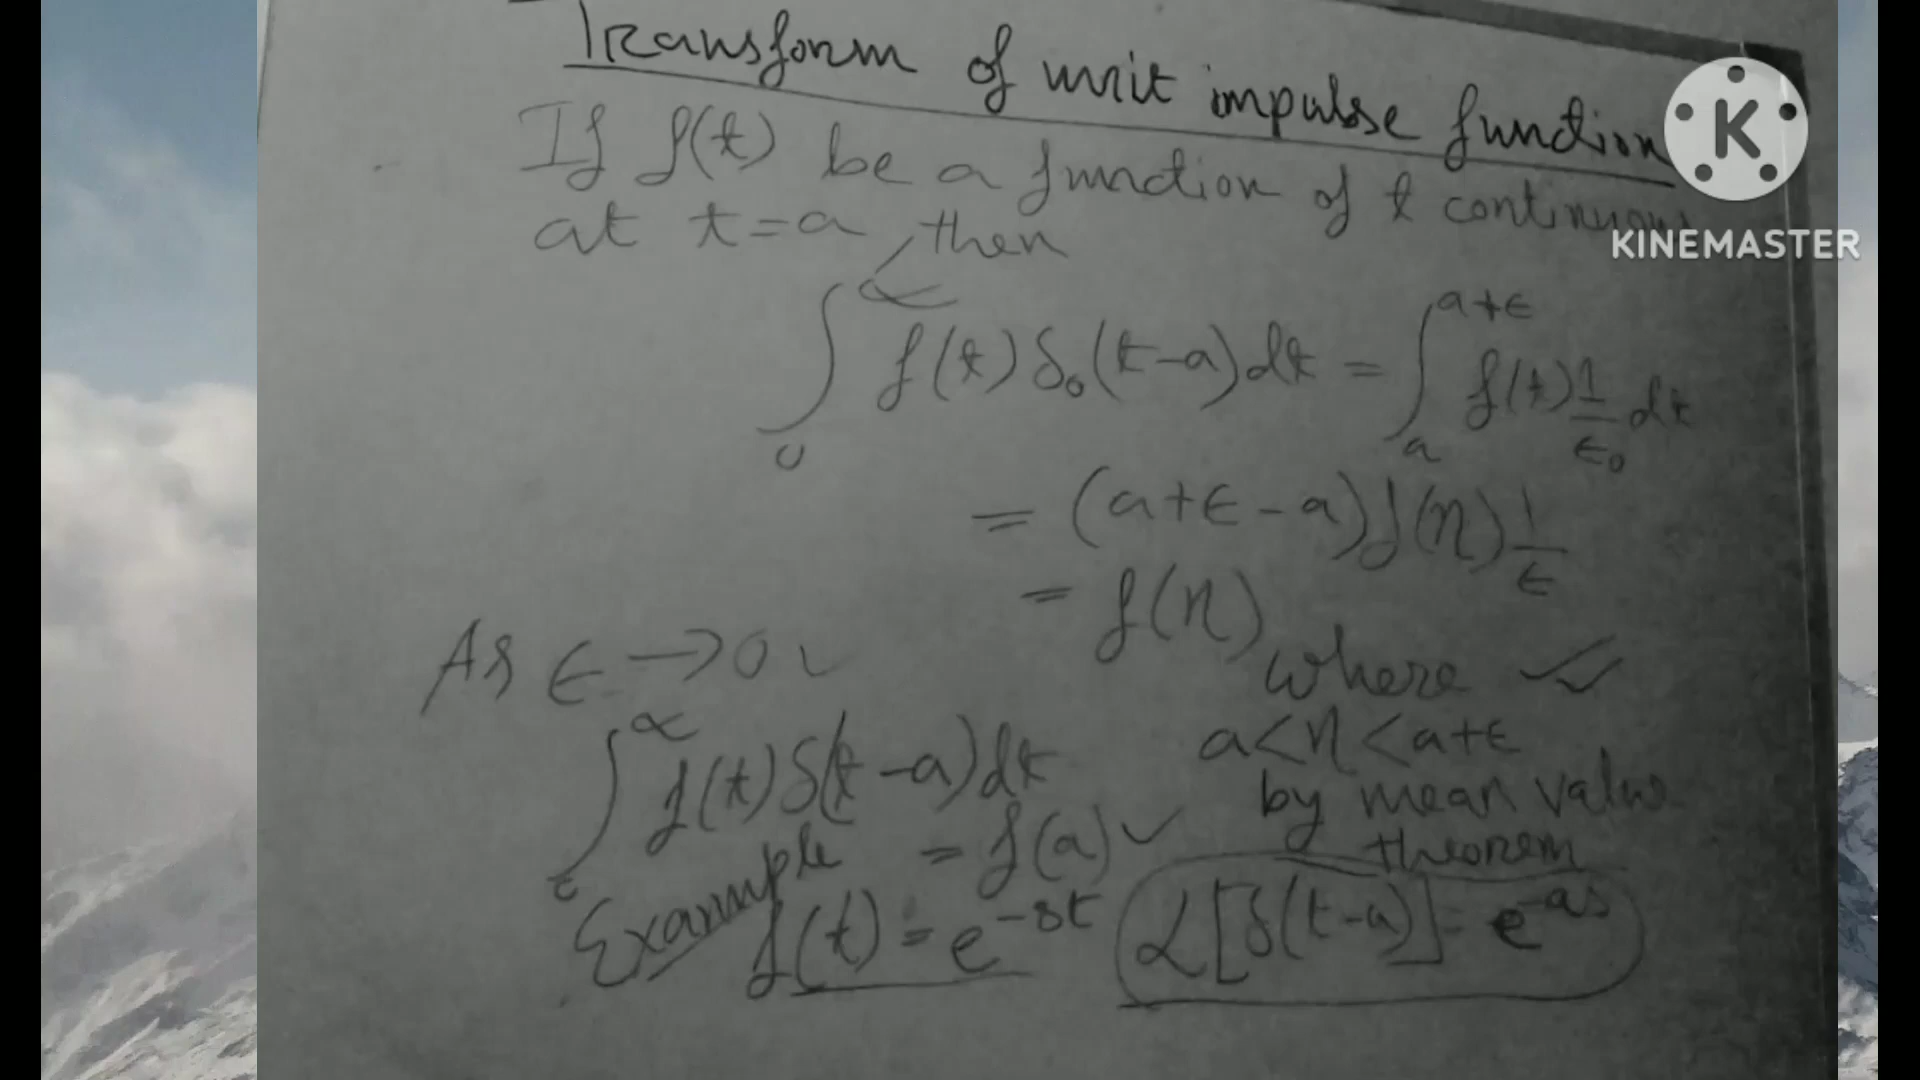 Transform of unit impulse function
If f(t) be a function of t continuous
at t=a, then
∫₀^∝ f(t) δ₀(t-a)dt = ∫ₐ^(a+ϵ) f(t) 1/ϵ₀ dt
= (a+ϵ-a) f(η) 1/ϵ
= f(η)
where
a<η<a+ϵ
by mean value
theorem
As ϵ→0
∫₀^∝ f(t) δ(t-a)dt
= f(a)
Example
f(t) = e^(-st)
ℒ[δ(t-a)] = e^(-as)
K
KINEMASTER